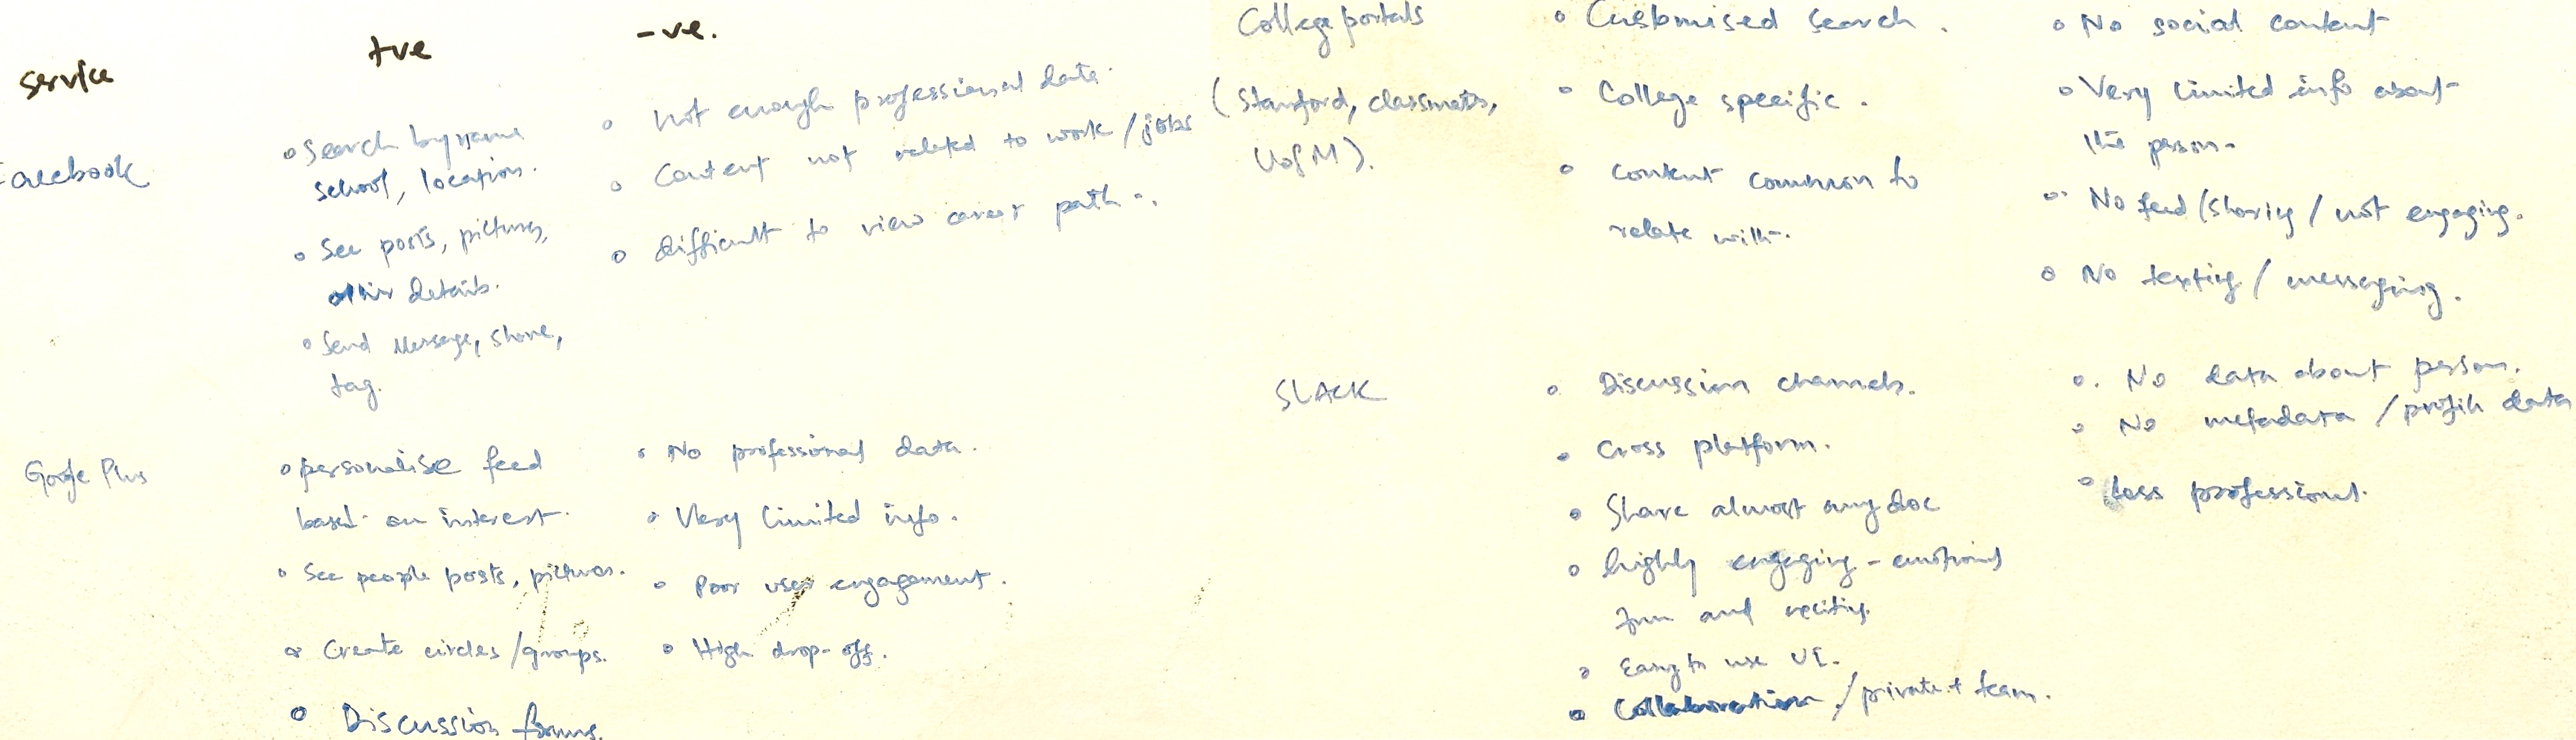 service
+ve
-ve.
Facebook
Search by name
school, location.
See posts, pictures,
other details.
Send Message, share,
tag.
Not enough professional data.
Content not related to work/jobs
difficult to view career path.
Google Plus
personalise feed
based on interest.
See people posts, pictures.
Create circles/groups.
Discussion forums.
No professional data.
Very limited info.
Poor user engagement.
High drop-off.
College portals
(Stanford, classmates,
UofM).
Customised search.
College specific.
Content common to
relate with.
No social content
Very limited info about
the person.
No feed/sharing/not engaging.
No texting/messaging.
SLACK
Discussion channels.
Cross platform.
Share almost any doc
highly engaging - emotions
fun and
Easy to use UI.
Collaboration/private team.
No data about person.
No metadata/profile data
less professional.